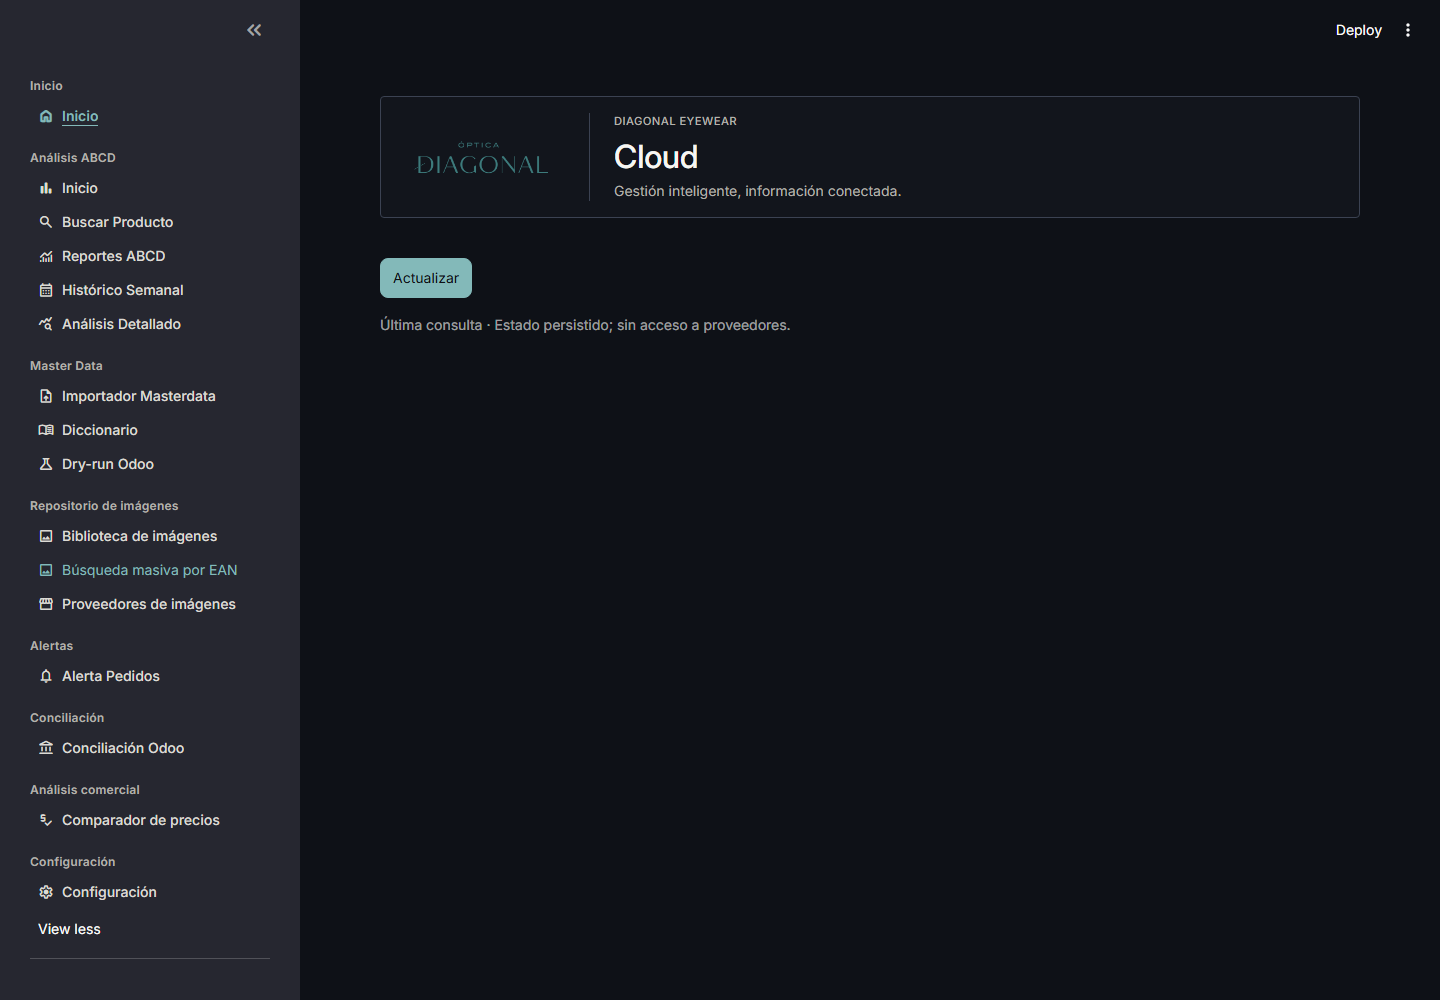 Deploy
Inicio
Inicio
Análisis ABCD
Inicio
Buscar Producto
Reportes ABCD
Histórico Semanal
Análisis Detallado
Master Data
Importador Masterdata
Diccionario
Dry-run Odoo
Repositorio de imágenes
Biblioteca de imágenes
Búsqueda masiva por EAN
Proveedores de imágenes
Alertas
Alerta Pedidos
Conciliación
Conciliación Odoo
Análisis comercial
Comparador de precios
Configuración
Configuración
View less
ÓPTICA
DIAGONAL
DIAGONAL EYEWEAR
Cloud
Gestión inteligente, información conectada.
Actualizar
Última consulta · Estado persistido; sin acceso a proveedores.